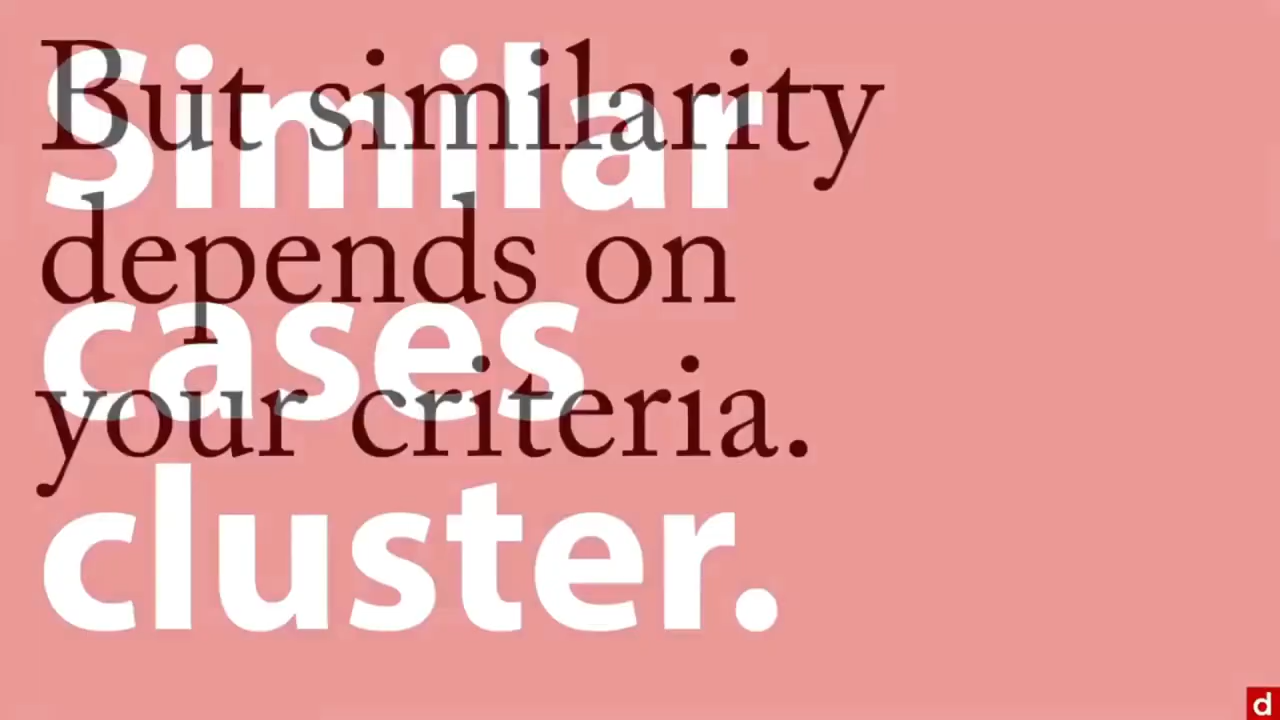 But similarity
depends on
your criteria.
Similar
cases
cluster.
d